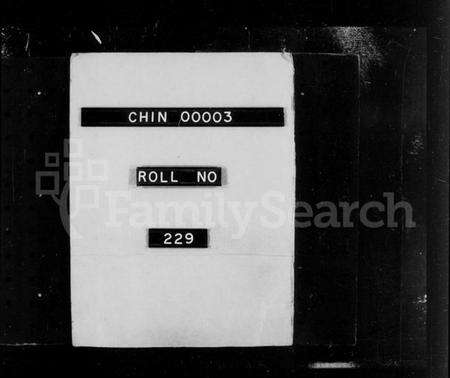 CHIN 00003
ROLL NO
FamilySearch
229